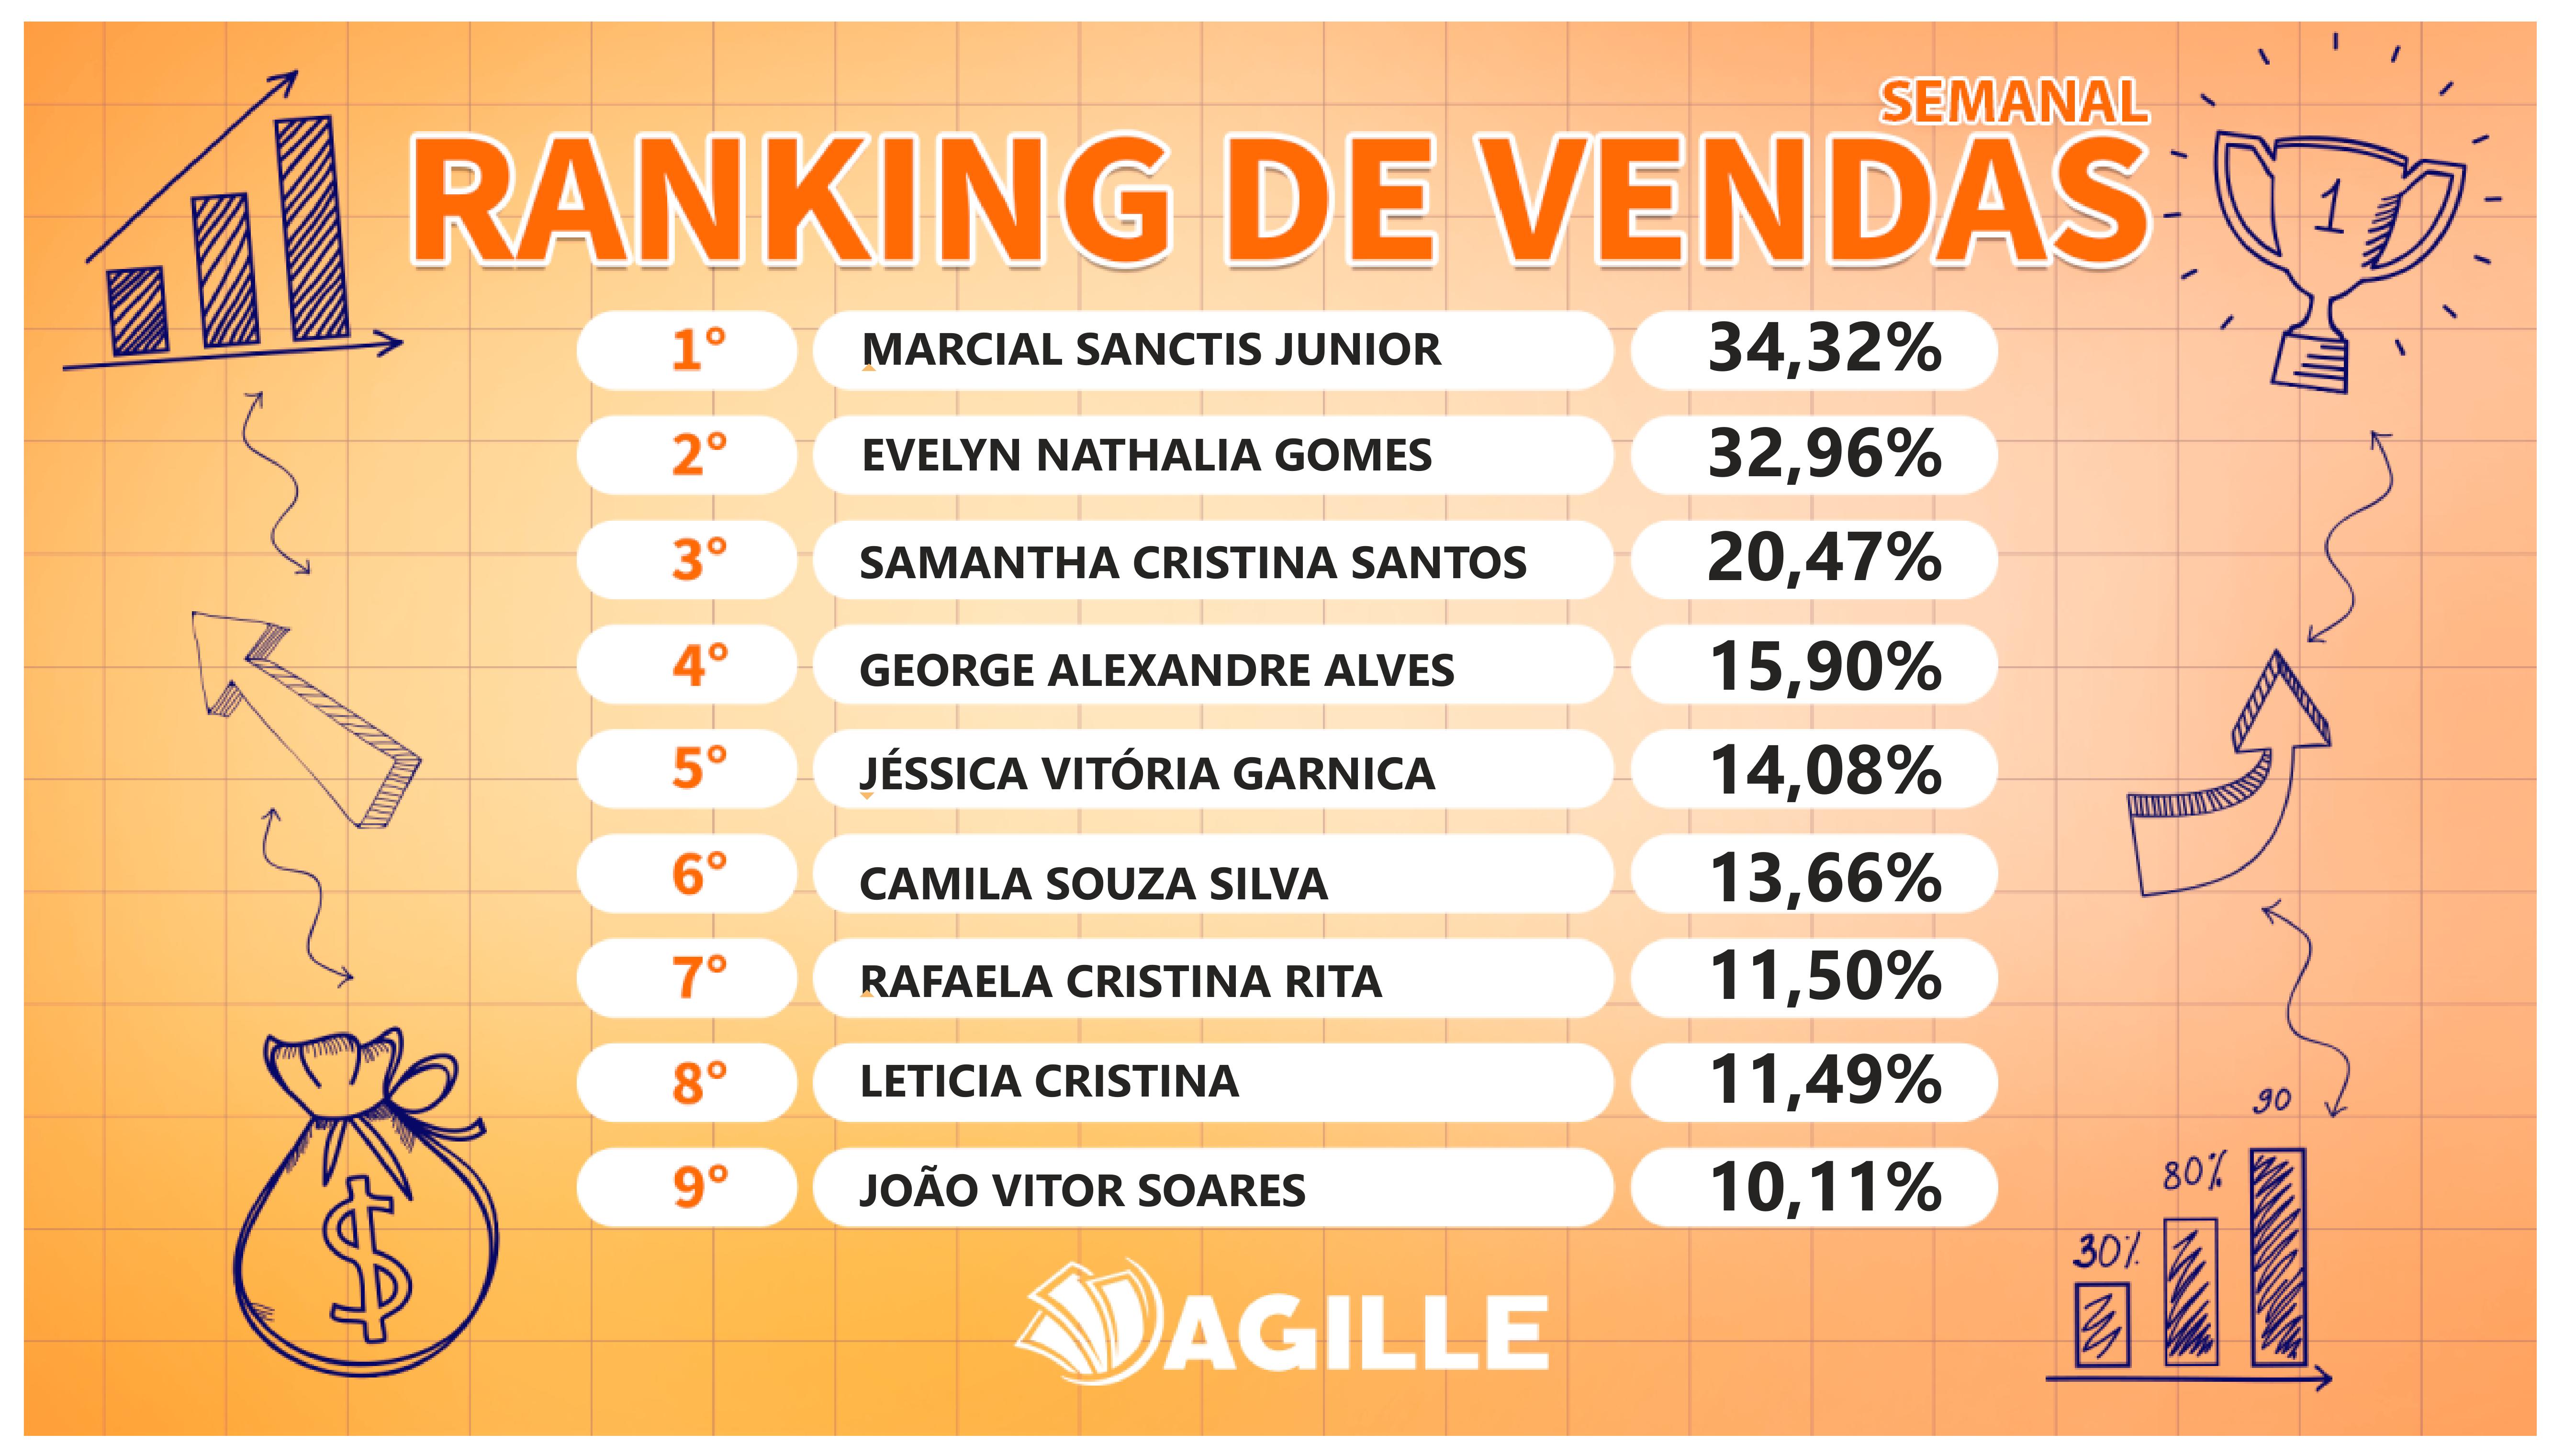 SEMANAL
RANKING DE VENDAS
1
1° MARCIAL SANCTIS JUNIOR 34,32%
2° EVELYN NATHALIA GOMES 32,96%
3° SAMANTHA CRISTINA SANTOS 20,47%
4° GEORGE ALEXANDRE ALVES 15,90%
5° JÉSSICA VITÓRIA GARNICA 14,08%
6° CAMILA SOUZA SILVA 13,66%
7° RAFAELA CRISTINA RITA 11,50%
8° LETICIA CRISTINA 11,49%
9° JOÃO VITOR SOARES 10,11%
90
80%
30%
$
AGILLE